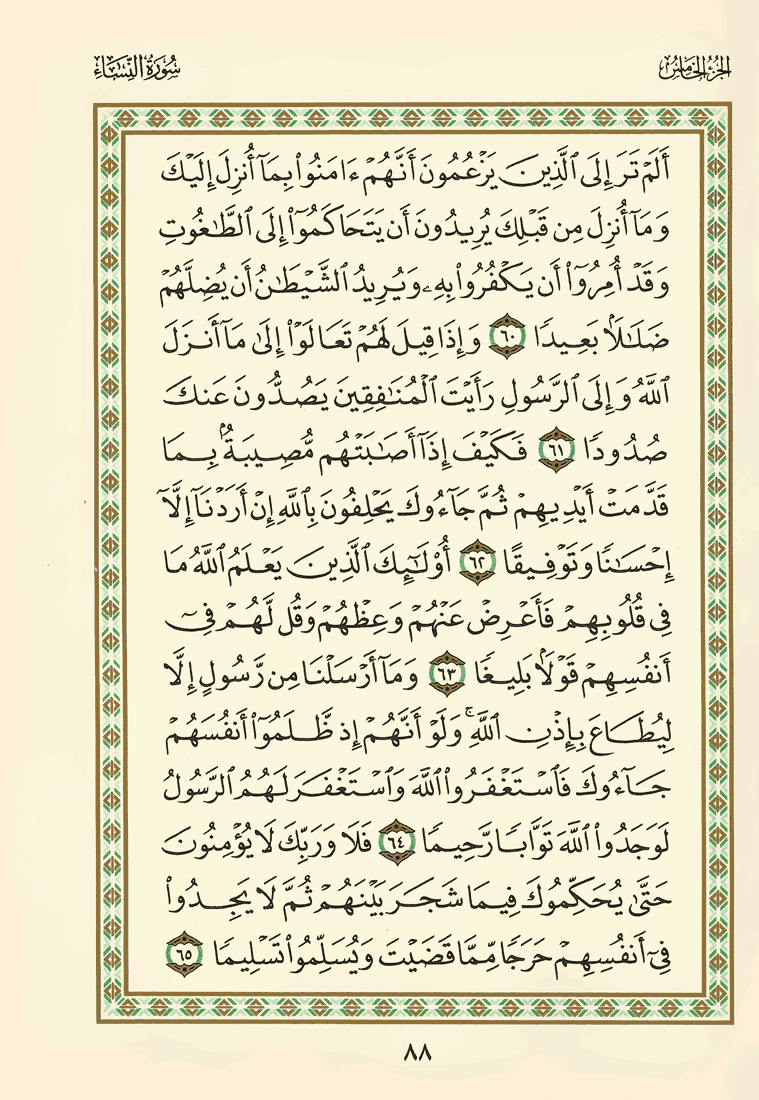 الجزء الخامس
سورة النساء
أَلَمْ تَرَ إِلَى ٱلَّذِينَ يَزْعُمُونَ أَنَّهُمْ ءَامَنُوا۟ بِمَآ أُنزِلَ إِلَيْكَ
وَمَآ أُنزِلَ مِن قَبْلِكَ يُرِيدُونَ أَن يَتَحَاكَمُوٓا۟ إِلَى ٱلطَّٰغُوتِ
وَقَدْ أُمِرُوٓا۟ أَن يَكْفُرُوا۟ بِهِۦ وَيُرِيدُ ٱلشَّيْطَٰنُ أَن يُضِلَّهُمْ
ضَلَٰلًۢا بَعِيدًا ٦٠ وَإِذَا قِيلَ لَهُمْ تَعَالَوْا۟ إِلَىٰ مَآ أَنزَلَ
ٱللَّهُ وَإِلَى ٱلرَّسُولِ رَأَيْتَ ٱلْمُنَٰفِقِينَ يَصُدُّونَ عَنكَ
صُدُودًا ٦١ فَكَيْفَ إِذَآ أَصَٰبَتْهُم مُّصِيبَةٌۢ بِمَا
قَدَّمَتْ أَيْدِيهِمْ ثُمَّ جَآءُوكَ يَحْلِفُونَ بِٱللَّهِ إِنْ أَرَدْنَآ إِلَّآ
إِحْسَٰنًا وَتَوْفِيقًا ٦٢ أُو۟لَٰٓئِكَ ٱلَّذِينَ يَعْلَمُ ٱللَّهُ مَا
فِى قُلُوبِهِمْ فَأَعْرِضْ عَنْهُمْ وَعِظْهُمْ وَقُل لَّهُمْ فِىٓ
أَنفُسِهِمْ قَوْلًۢا بَلِيغًا ٦٣ وَمَآ أَرْسَلْنَا مِن رَّسُولٍ إِلَّا
لِيُطَاعَ بِإِذْنِ ٱللَّهِ ۚ وَلَوْ أَنَّهُمْ إِذ ظَّلَمُوٓا۟ أَنفُسَهُمْ
جَآءُوكَ فَٱسْتَغْفَرُوا۟ ٱللَّهَ وَٱسْتَغْفَرَ لَهُمُ ٱلرَّسُولُ
لَوَجَدُوا۟ ٱللَّهَ تَوَّابًا رَّحِيمًا ٦٤ فَلَا وَرَبِّكَ لَا يُؤْمِنُونَ
حَتَّىٰ يُحَكِّمُوكَ فِيمَا شَجَرَ بَيْنَهُمْ ثُمَّ لَا يَجِدُوا۟
فِىٓ أَنفُسِهِمْ حَرَجًا مِّمَّا قَضَيْتَ وَيُسَلِّمُوا۟ تَسْلِيمًا ٦٥
٨٨